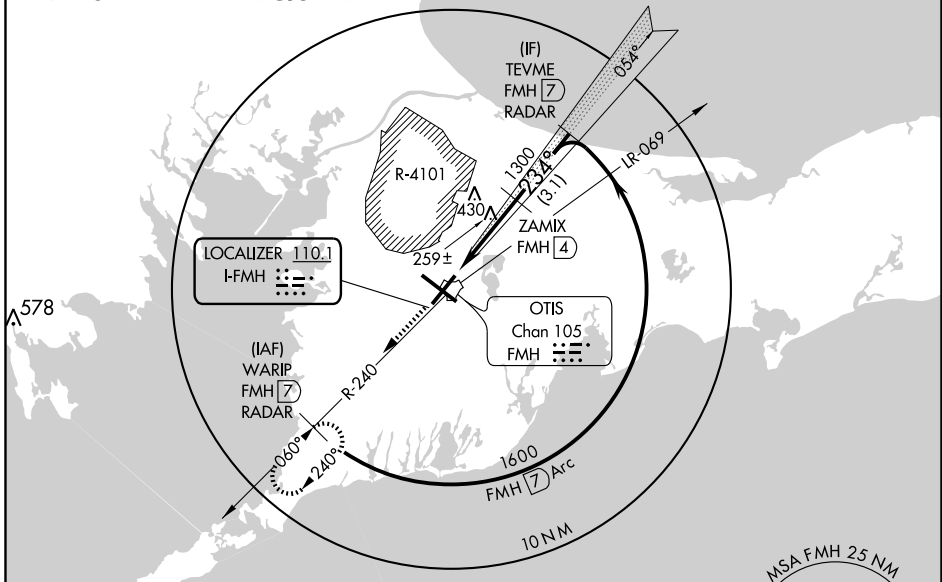 (IF)
TEVME
FMH 7
RADAR
054°
LR-069
R-4101
1300
234°
(3.1)
430
ZAMIX
FMH 4
259±
LOCALIZER 110.1
I-FMH
OTIS
Chan 105
FMH
578
(IAF)
WARIP
FMH 7
RADAR
R-240
060°
240°
1600
FMH 7 Arc
10 NM
MSA FMH 25 NM